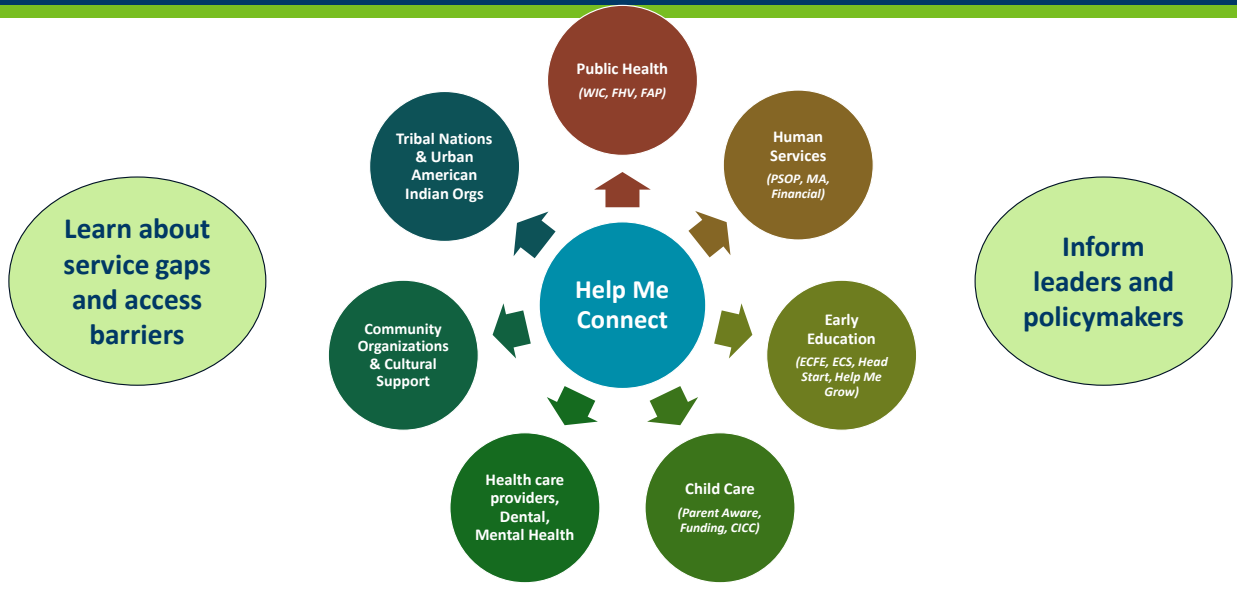 Public Health
(WIC, FHV, FAP)
Tribal Nations
& Urban
American
Indian Orgs
Human
Services
(PSOP, MA,
Financial)
Learn about
service gaps
and access
barriers
Help Me
Connect
Inform
leaders and
policymakers
Community
Organizations
& Cultural
Support
Early
Education
(ECFE, ECS, Head
Start, Help Me
Grow)
Health care
providers,
Dental,
Mental Health
Child Care
(Parent Aware,
Funding, CICC)